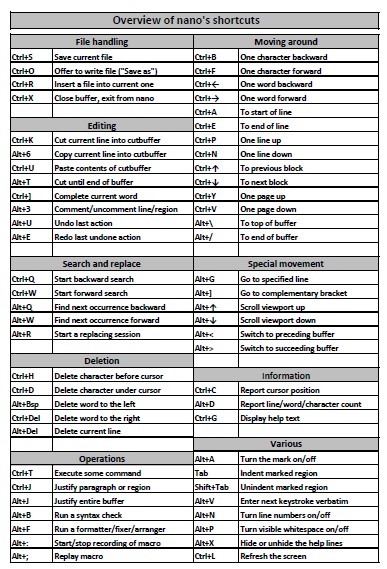 Overview of nano's shortcuts
File handling
Ctrl+S Save current file
Ctrl+O Offer to write file ("Save as")
Ctrl+R Insert a file into current one
Ctrl+X Close buffer, exit from nano
Editing
Ctrl+K Cut current line into cutbuffer
Alt+6 Copy current line into cutbuffer
Ctrl+U Paste contents of cutbuffer
Alt+T Cut until end of buffer
Ctrl+] Complete current word
Alt+3 Comment/uncomment line/region
Alt+U Undo last action
Alt+E Redo last undone action
Search and replace
Ctrl+Q Start backward search
Ctrl+W Start forward search
Alt+Q Find next occurrence backward
Alt+W Find next occurrence forward
Alt+R Start a replacing session
Deletion
Ctrl+H Delete character before cursor
Ctrl+D Delete character under cursor
Alt+Bsp Delete word to the left
Ctrl+Del Delete word to the right
Alt+Del Delete current line
Operations
Ctrl+T Execute some command
Ctrl+J Justify paragraph or region
Alt+J Justify entire buffer
Alt+B Run a syntax check
Alt+F Run a formatter/fixer/arranger
Alt+: Start/stop recording of macro
Alt+; Replay macro
Moving around
Ctrl+B One character backward
Ctrl+F One character forward
Ctrl+← One word backward
Ctrl+→ One word forward
Ctrl+A To start of line
Ctrl+E To end of line
Ctrl+P One line up
Ctrl+N One line down
Ctrl+↑ To previous block
Ctrl+↓ To next block
Ctrl+Y One page up
Ctrl+V One page down
Alt+\ To top of buffer
Alt+/ To end of buffer
Special movement
Alt+G Go to specified line
Alt+] Go to complementary bracket
Alt+↑ Scroll viewport up
Alt+↓ Scroll viewport down
Alt+< Switch to preceding buffer
Alt+> Switch to succeeding buffer
Information
Ctrl+C Report cursor position
Alt+D Report line/word/character count
Ctrl+G Display help text
Various
Alt+A Turn the mark on/off
Tab Indent marked region
Shift+Tab Unindent marked region
Alt+V Enter next keystroke verbatim
Alt+N Turn line numbers on/off
Alt+P Turn visible whitespace on/off
Alt+X Hide or unhide the help lines
Ctrl+L Refresh the screen